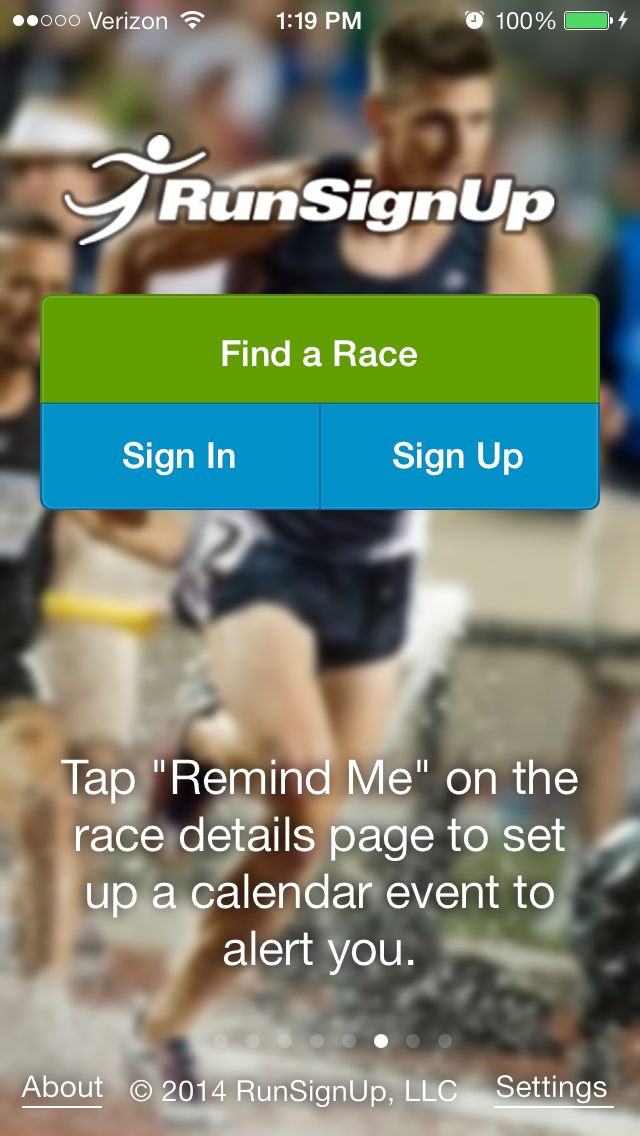 Verizon 1:19 PM 100%
RunSignUp
Find a Race
Sign In Sign Up
Tap "Remind Me" on the
race details page to set
up a calendar event to
alert you.
About © 2014 RunSignUp, LLC Settings